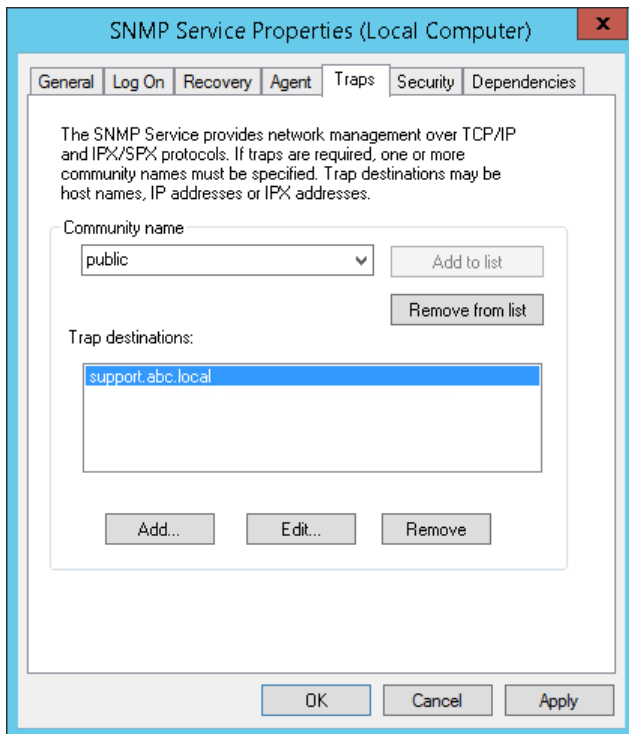 SNMP Service Properties (Local Computer)
x
General Log On Recovery Agent Traps Security Dependencies
The SNMP Service provides network management over TCP/IP
and IPX/SPX protocols. If traps are required, one or more
community names must be specified. Trap destinations may be
host names, IP addresses or IPX addresses.
Community name
public
Add to list
Remove from list
Trap destinations:
support.abc.local
Add... Edit... Remove
OK Cancel Apply